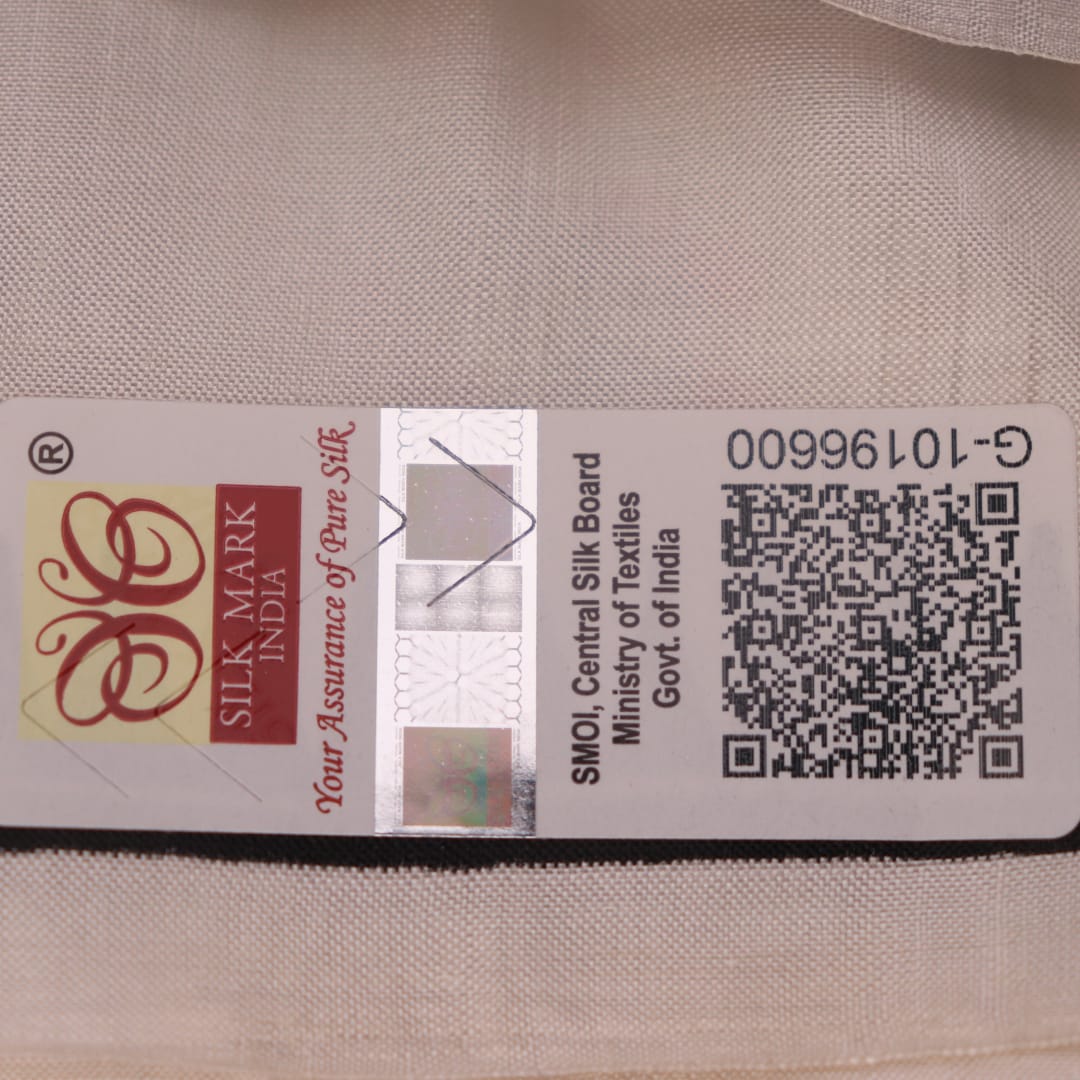 ®
SILK MARK
INDIA
Your Assurance of Pure Silk
SMOI, Central Silk Board
Ministry of Textiles
Govt. of India
G-10196600